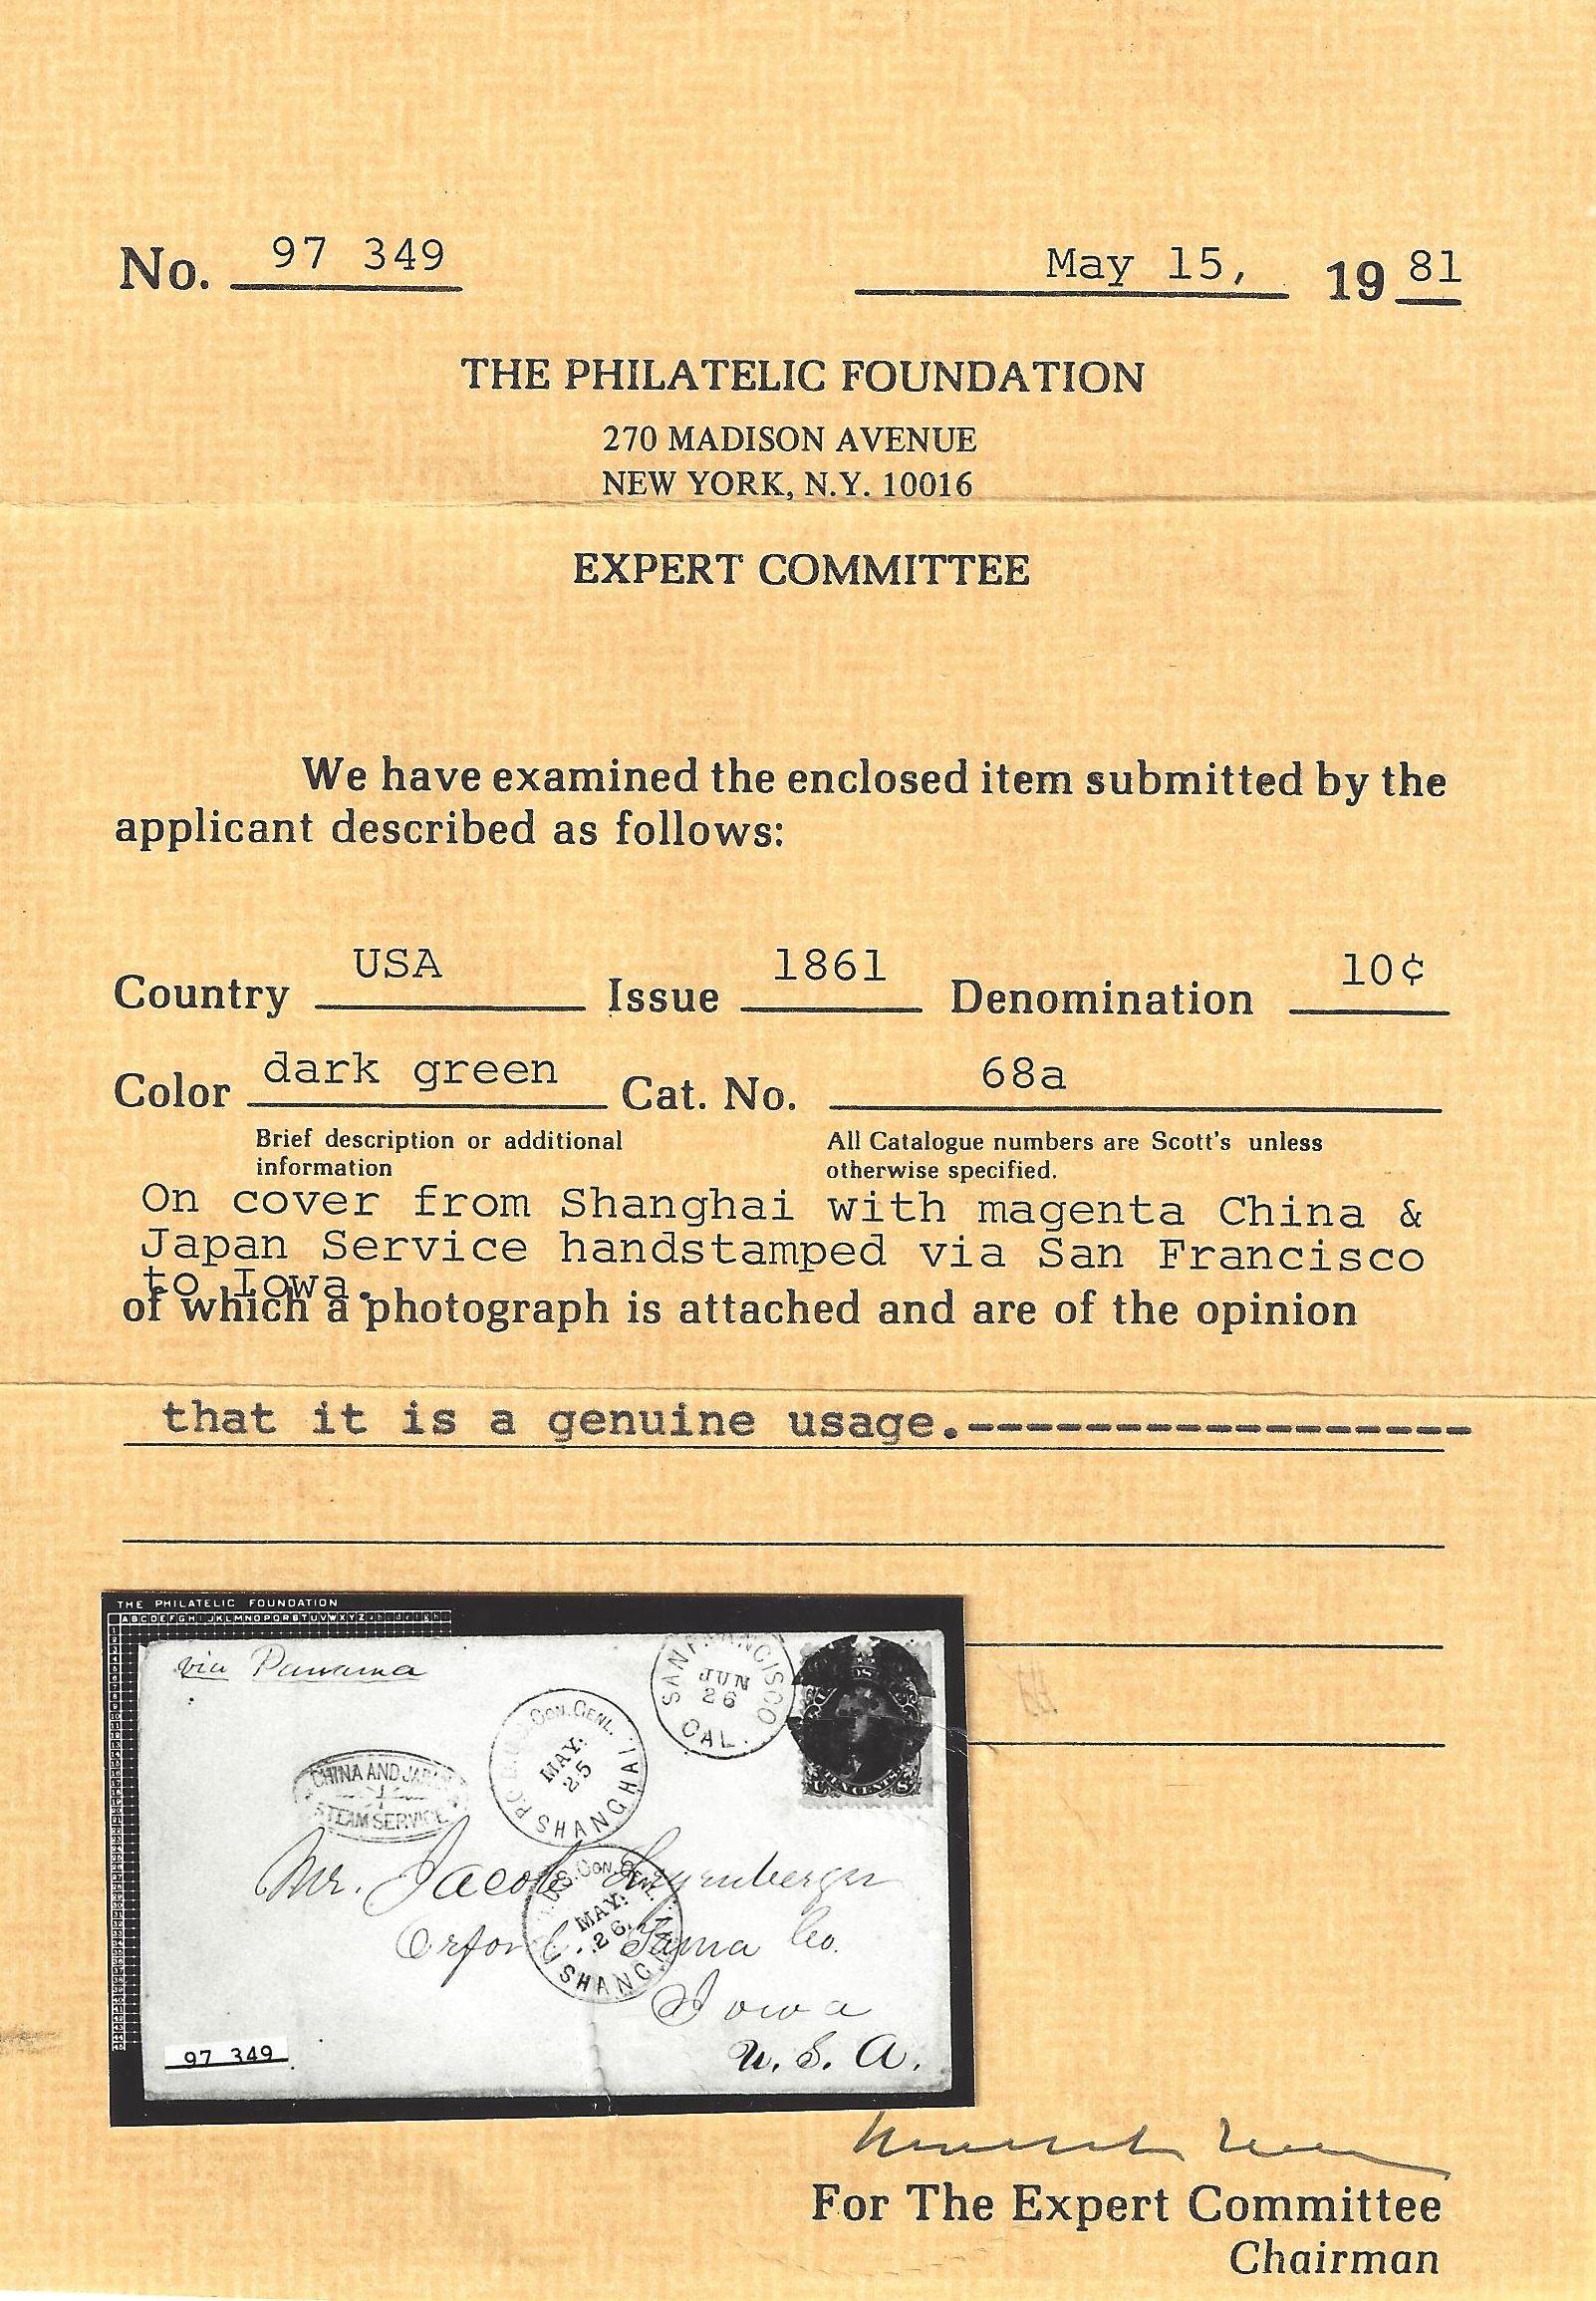 No. 97 349
May 15, 19 81
THE PHILATELIC FOUNDATION
270 MADISON AVENUE
NEW YORK, N.Y. 10016
EXPERT COMMITTEE
We have examined the enclosed item submitted by the
applicant described as follows:
Country USA Issue 1861 Denomination 10¢
Color dark green Cat. No. 68a
Brief description or additional
information
All Catalogue numbers are Scott's unless
otherwise specified.
On cover from Shanghai with magenta China &
Japan Service handstamped via San Francisco
to Iowa.
of which a photograph is attached and are of the opinion
that it is a genuine usage.------------------
THE PHILATELIC FOUNDATION
via Panama
SAN FRANCISCO
JUN
26
CAL.
CON. GENL.
MAY:
25
SHANGHAI
CHINA AND JAPAN
STEAM SERVICE
Mr. Jacob
U.S. CON. GENL.
MAY:
26
SHANGHAI
Tama Co.
Iowa
U. S. A.
97 349
For The Expert Committee
Chairman